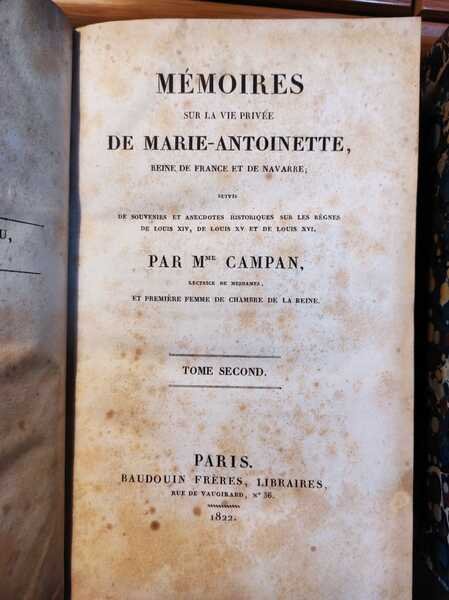 MÉMOIRES
SUR LA VIE PRIVÉE
DE MARIE-ANTOINETTE,
REINE DE FRANCE ET DE NAVARRE;
SUIVIS
DE SOUVENIRS ET ANECDOTES HISTORIQUES SUR LES RÈGNES
DE LOUIS XIV, DE LOUIS XV ET DE LOUIS XVI.
PAR MME CAMPAN,
LECTRICE DE MESDAMES,
ET PREMIÈRE FEMME DE CHAMBRE DE LA REINE.
TOME SECOND.
PARIS.
BAUDOUIN FRÈRES, LIBRAIRES,
RUE DE VAUGIRARD, N° 36.
1822.